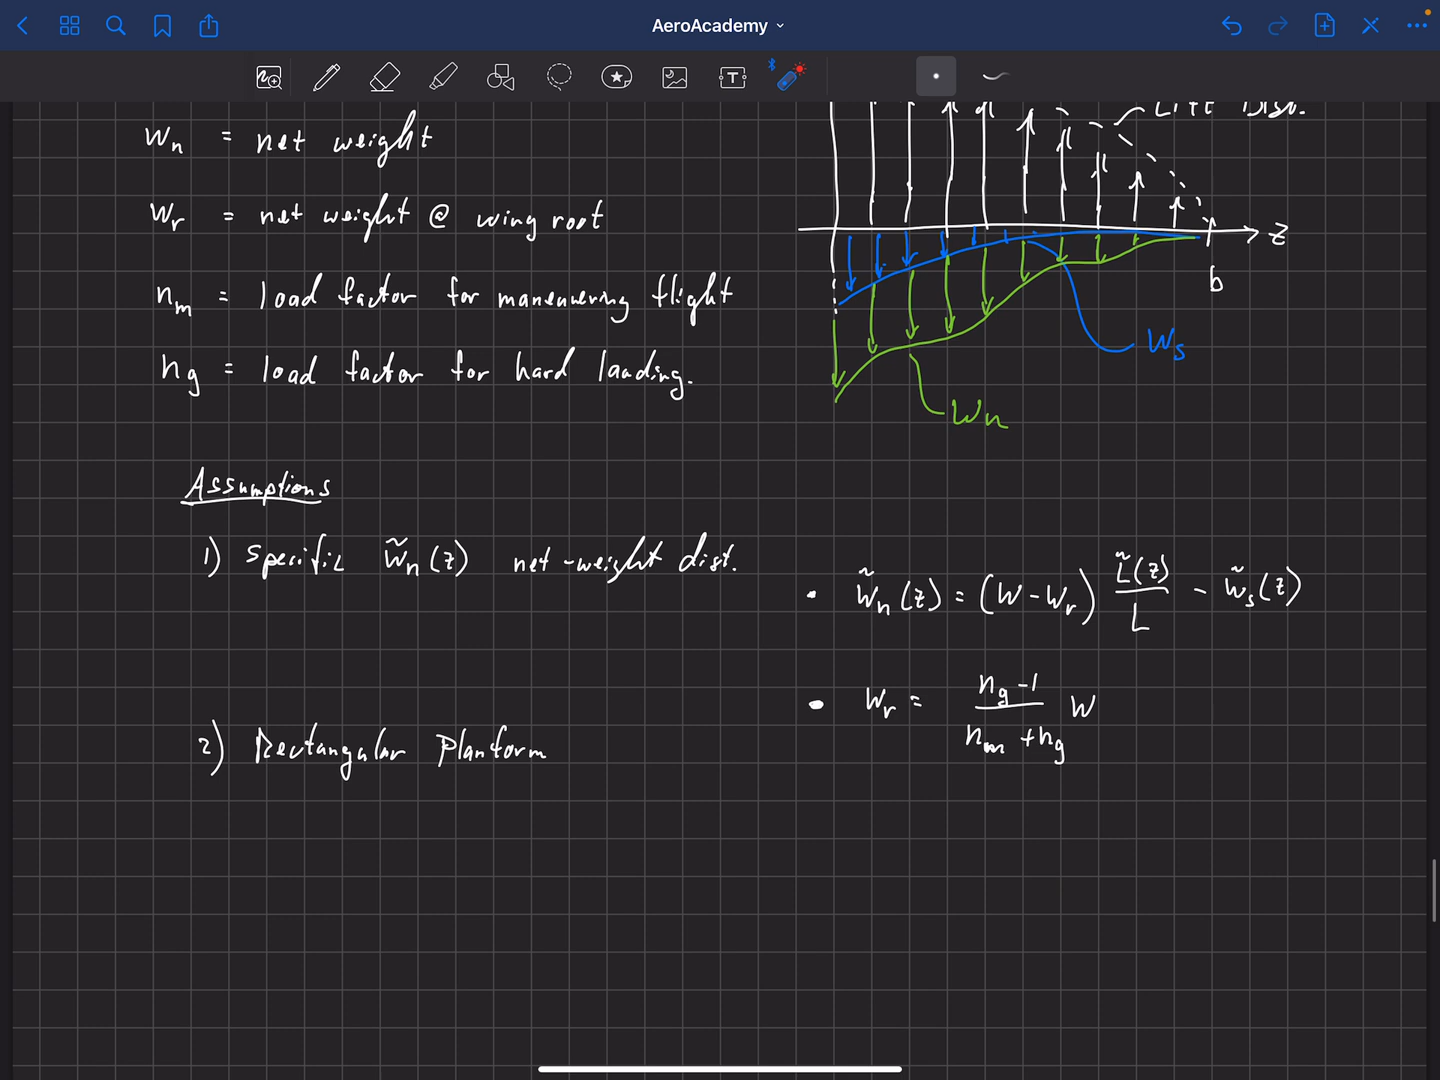 AeroAcademy
Wn = net weight
Wr = net weight @ wing root
nm = load factor for maneuvering flight
ng = load factor for hard landing.
Lift Dist.
z
b
Ws
Wn
Assumptions
1) specific W̃n(z) net-weight dist.
• W̃n(z) = (W - Wr) L̃(z)/L - W̃s(z)
• Wr = (ng - 1)/(nm + ng) W
2) Rectangular Planform